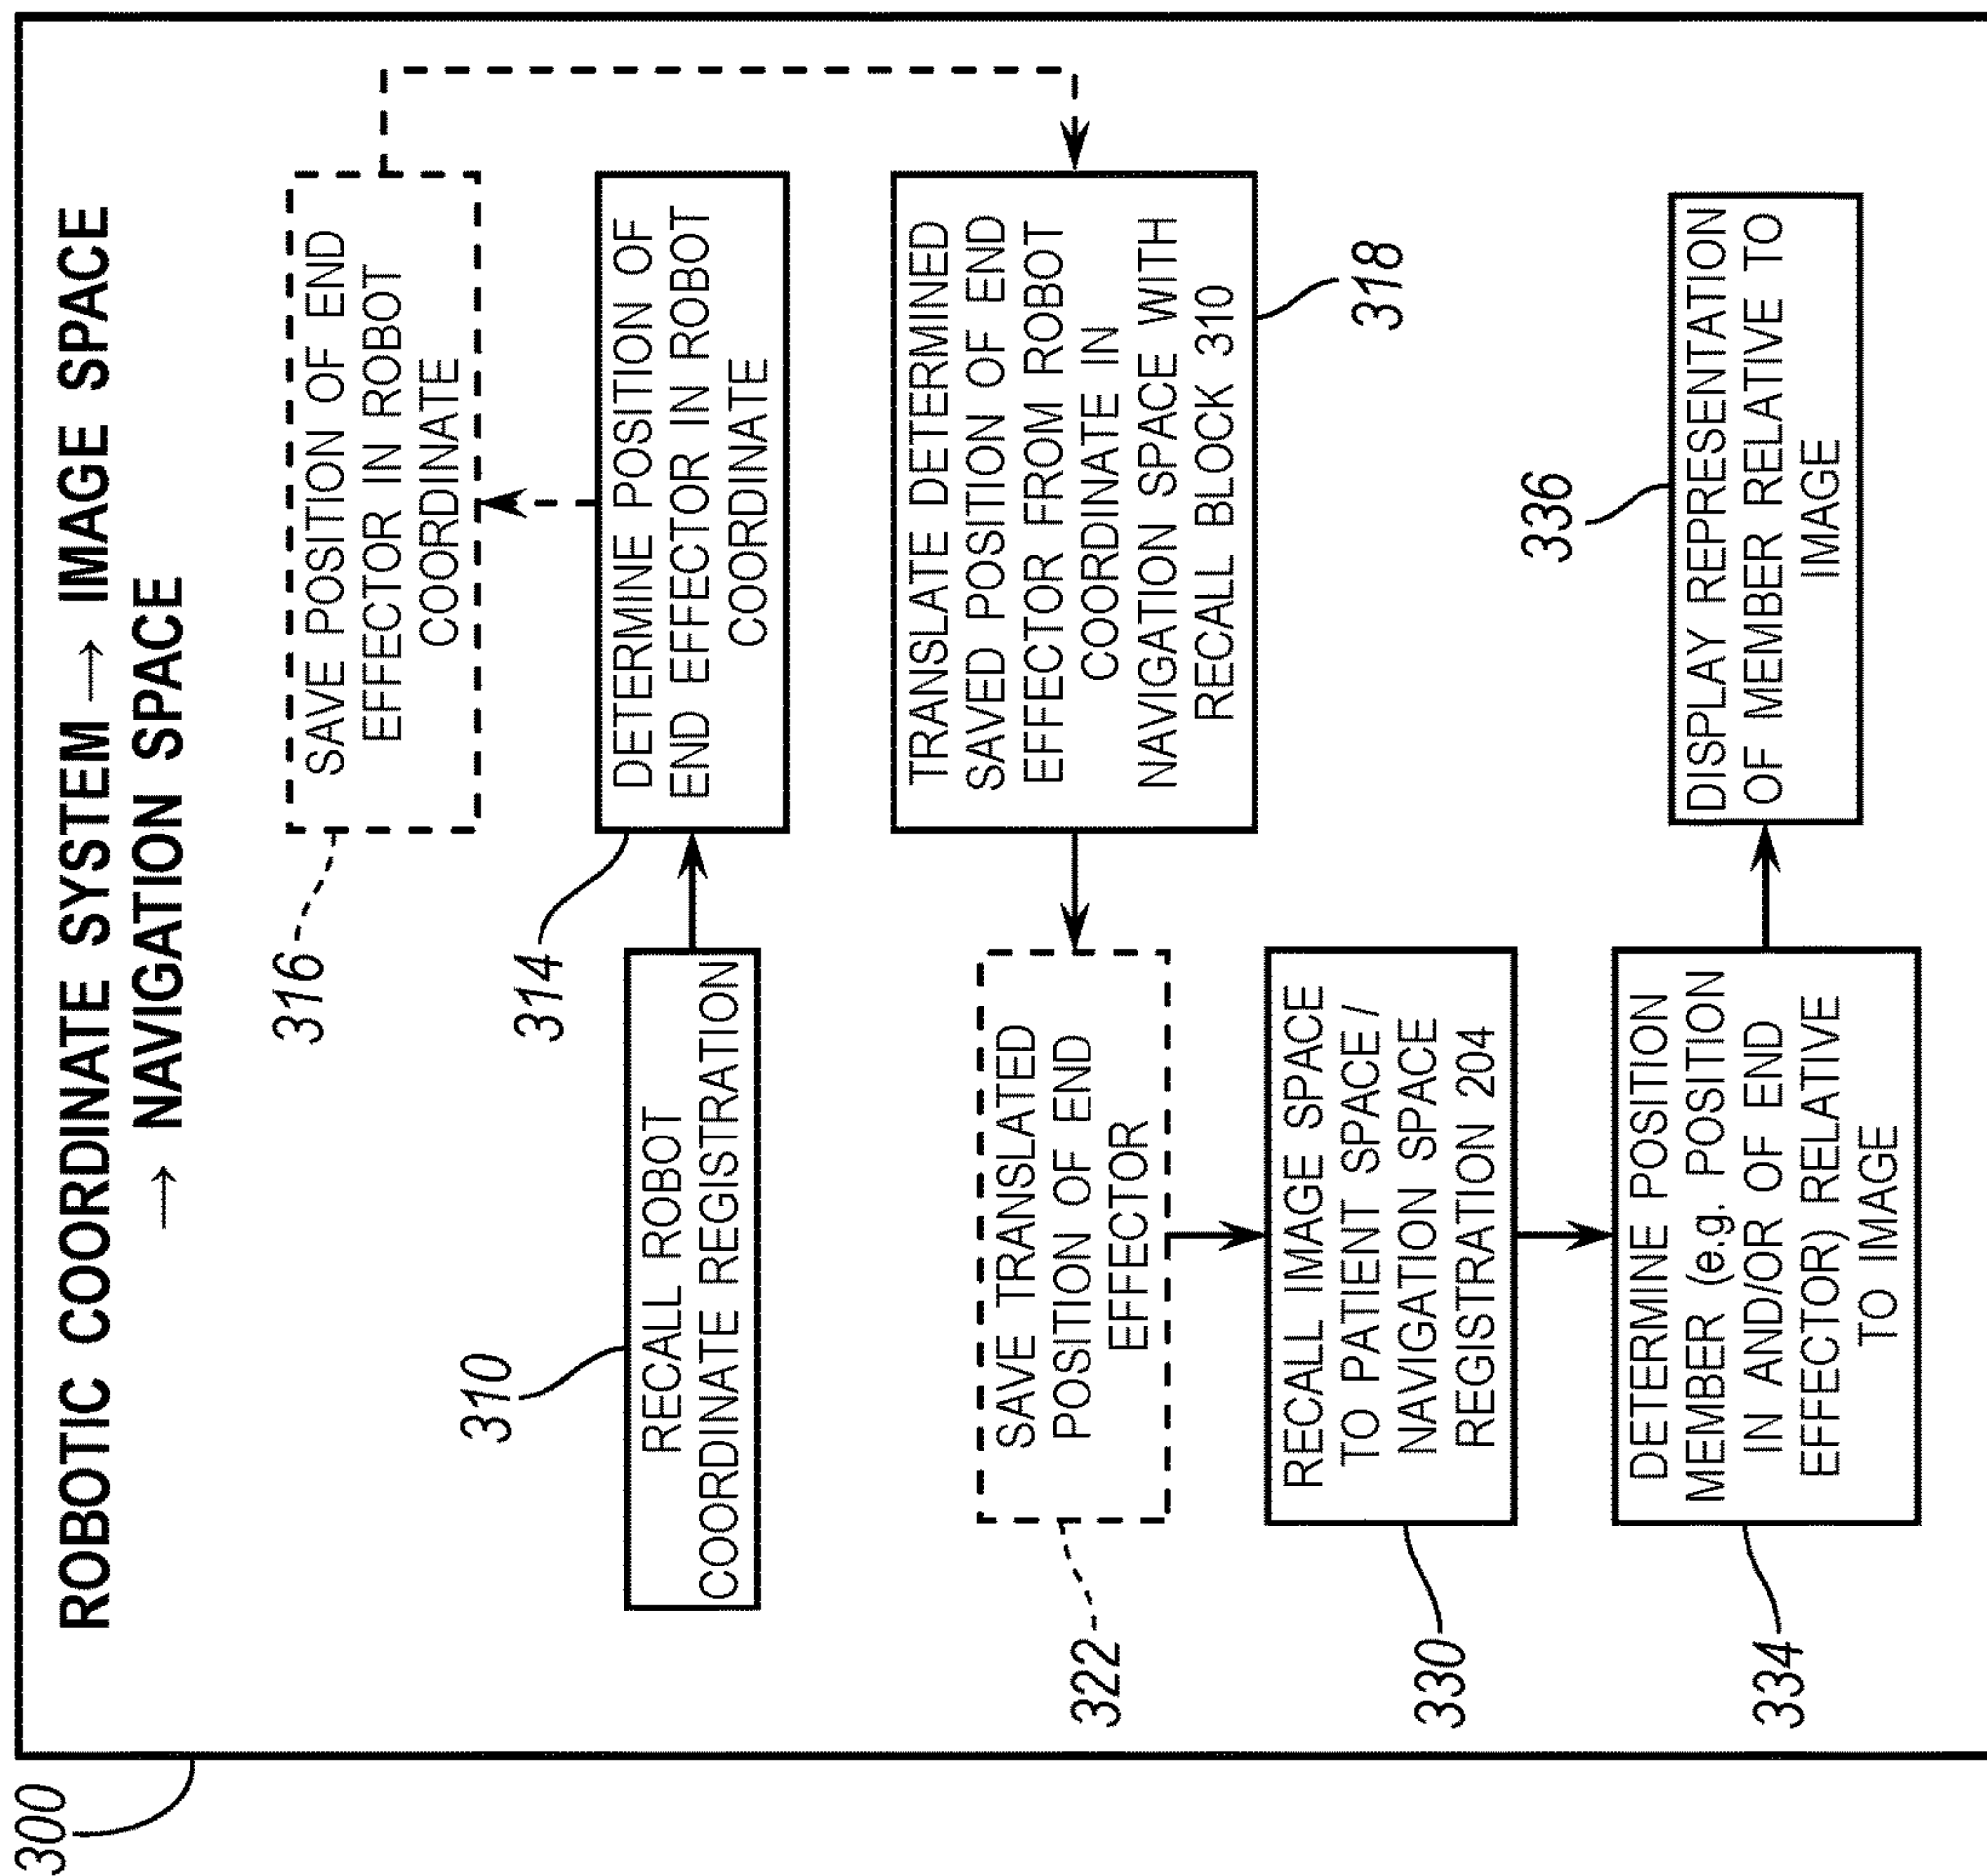 300
ROBOTIC COORDINATE SYSTEM → IMAGE SPACE
→ NAVIGATION SPACE
310
RECALL ROBOT
COORDINATE REGISTRATION
314
DETERMINE POSITION OF
END EFFECTOR IN ROBOT
COORDINATE
316
SAVE POSITION OF END
EFFECTOR IN ROBOT
COORDINATE
TRANSLATE DETERMINED
SAVED POSITION OF END
EFFECTOR FROM ROBOT
COORDINATE IN
NAVIGATION SPACE WITH
RECALL BLOCK 310
318
322
SAVE TRANSLATED
POSITION OF END
EFFECTOR
RECALL IMAGE SPACE
TO PATIENT SPACE /
NAVIGATION SPACE
REGISTRATION 204
330
DETERMINE POSITION
MEMBER (e.g. POSITION
IN AND/OR OF END
EFFECTOR) RELATIVE
TO IMAGE
334
336
DISPLAY REPRESENTATION
OF MEMBER RELATIVE TO
IMAGE